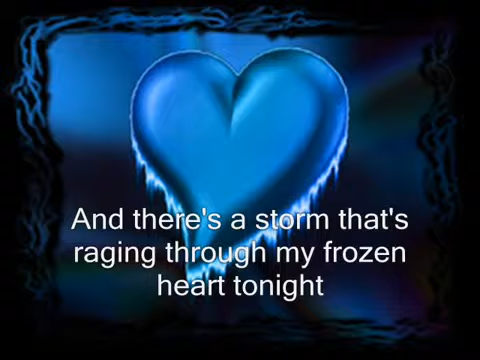 And there's a storm that's
raging through my frozen
heart tonight